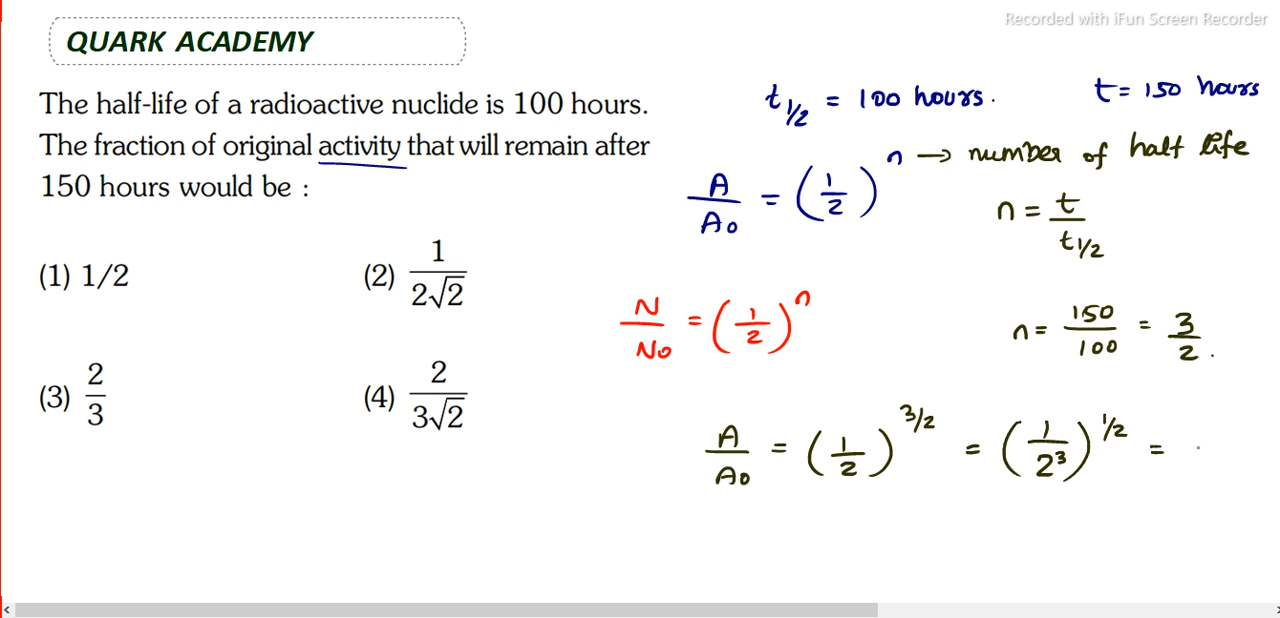 Recorded with iFun Screen Recorder
QUARK ACADEMY
The half-life of a radioactive nuclide is 100 hours.
The fraction of original activity that will remain after
150 hours would be :
(1) 1/2
(2) 1/(2√2)
(3) 2/3
(4) 2/(3√2)
t1/2 = 100 hours.
t = 150 hours
A/A0 = (1/2)^n → number of half life
n = t/t1/2
N/N0 = (1/2)^n
n = 150/100 = 3/2.
A/A0 = (1/2)^3/2 = (1/2^3)^1/2 =